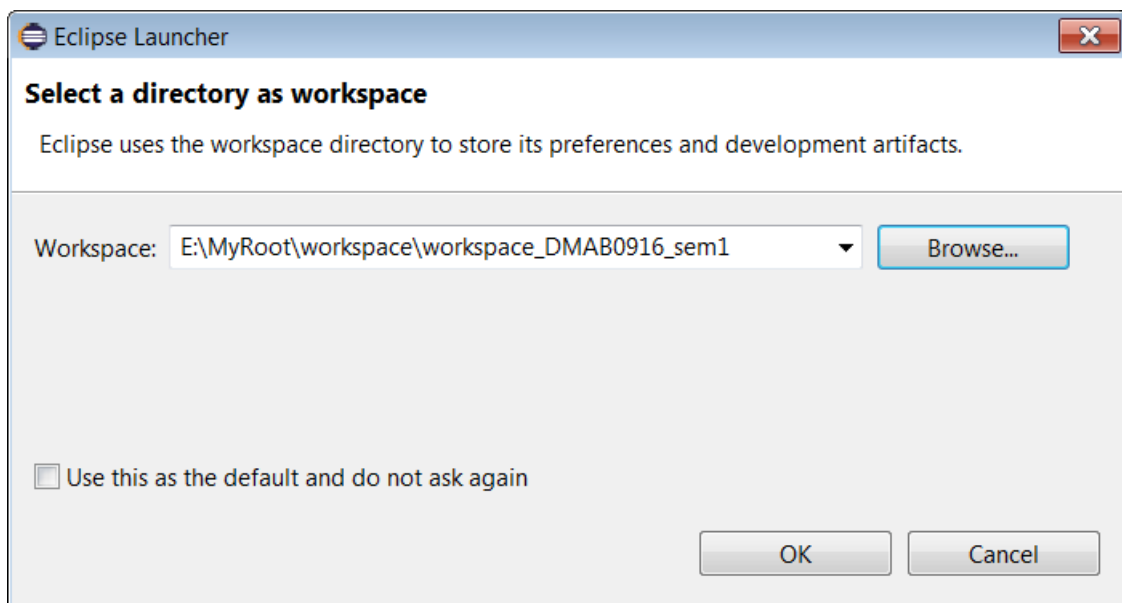 Eclipse Launcher
Select a directory as workspace
Eclipse uses the workspace directory to store its preferences and development artifacts.
Workspace: E:\MyRoot\workspace\workspace_DMAB0916_sem1 Browse...
Use this as the default and do not ask again
OK Cancel